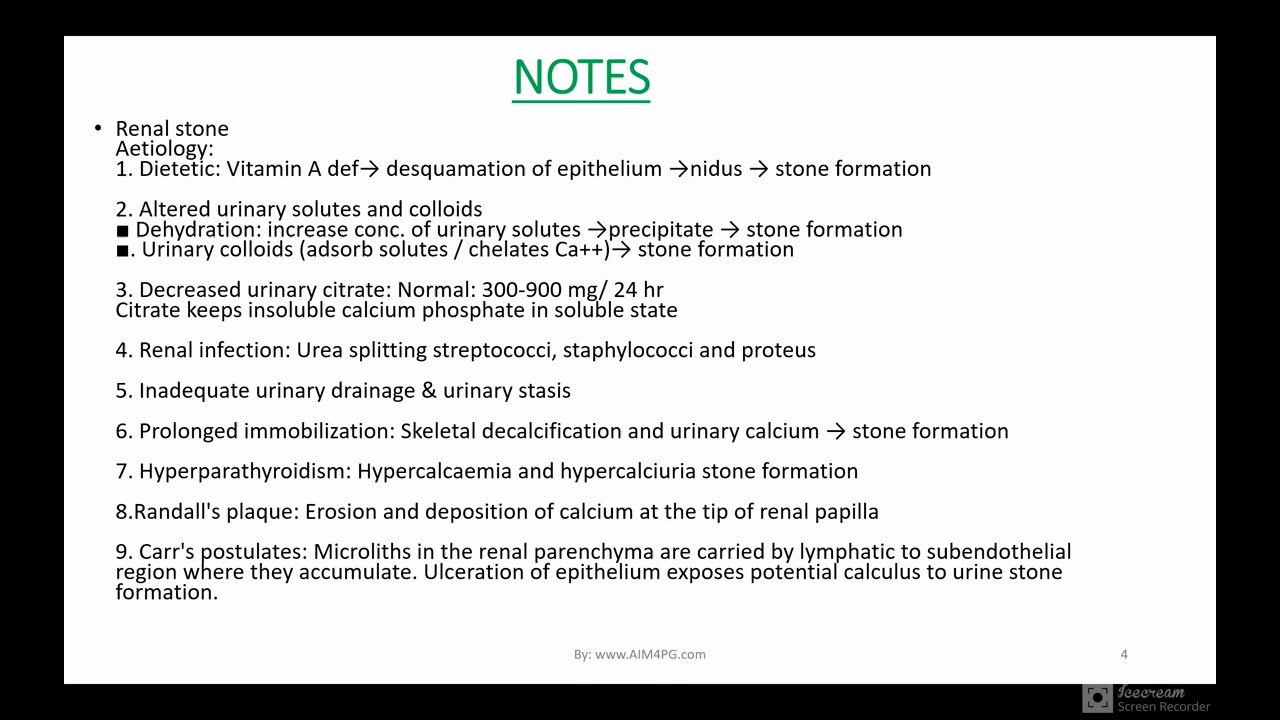 NOTES
• Renal stone
Aetiology:
1. Dietetic: Vitamin A def→ desquamation of epithelium →nidus → stone formation
2. Altered urinary solutes and colloids
■ Dehydration: increase conc. of urinary solutes →precipitate → stone formation
■. Urinary colloids (adsorb solutes / chelates Ca++)→ stone formation
3. Decreased urinary citrate: Normal: 300-900 mg/ 24 hr
Citrate keeps insoluble calcium phosphate in soluble state
4. Renal infection: Urea splitting streptococci, staphylococci and proteus
5. Inadequate urinary drainage & urinary stasis
6. Prolonged immobilization: Skeletal decalcification and urinary calcium → stone formation
7. Hyperparathyroidism: Hypercalcaemia and hypercalciuria stone formation
8.Randall's plaque: Erosion and deposition of calcium at the tip of renal papilla
9. Carr's postulates: Microliths in the renal parenchyma are carried by lymphatic to subendothelial
region where they accumulate. Ulceration of epithelium exposes potential calculus to urine stone
formation.
By: www.AIM4PG.com
4
Icecream
Screen Recorder